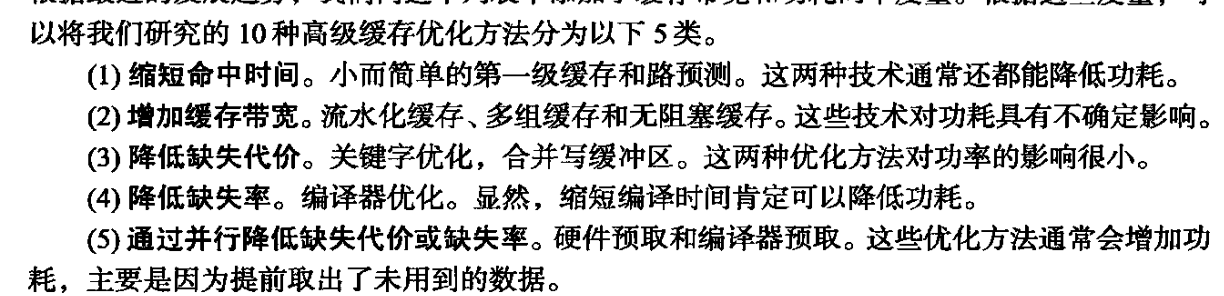 以将我们研究的 10 种高级缓存优化方法分为以下 5 类。
(1) 缩短命中时间。小而简单的第一级缓存和路预测。这两种技术通常还都能降低功耗。
(2) 增加缓存带宽。流水化缓存、多组缓存和无阻塞缓存。这些技术对功耗具有不确定影响。
(3) 降低缺失代价。关键字优化，合并写缓冲区。这两种优化方法对功率的影响很小。
(4) 降低缺失率。编译器优化。显然，缩短编译时间肯定可以降低功耗。
(5) 通过并行降低缺失代价或缺失率。硬件预取和编译器预取。这些优化方法通常会增加功
耗，主要是因为提前取出了未用到的数据。